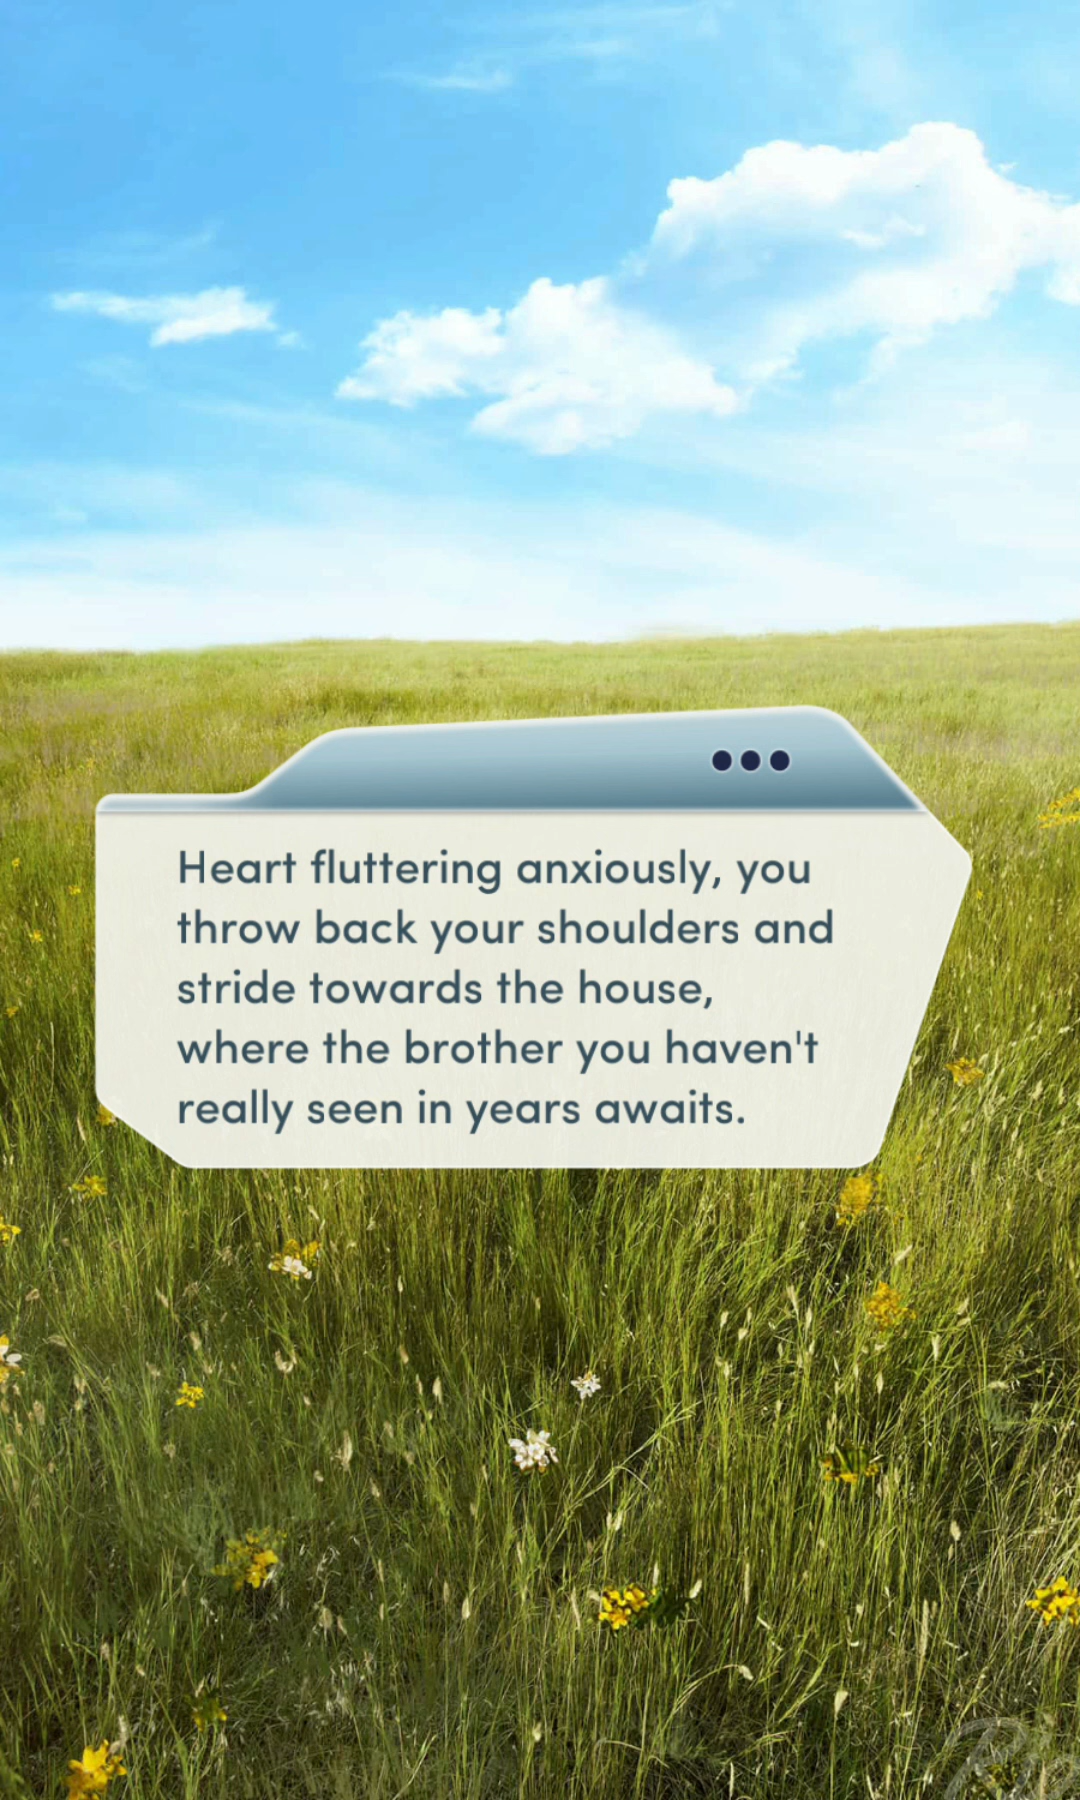 Heart fluttering anxiously, you
throw back your shoulders and
stride towards the house,
where the brother you haven't
really seen in years awaits.